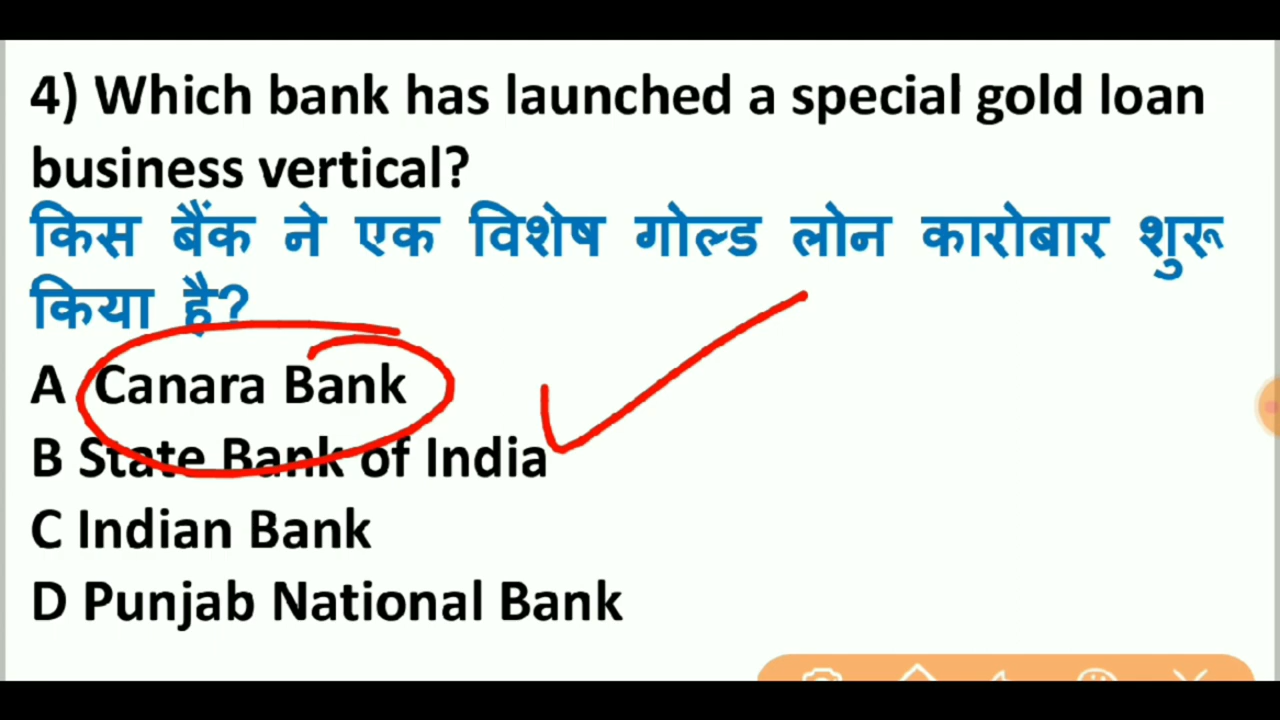 4) Which bank has launched a special gold loan
business vertical?
किस बैंक ने एक विशेष गोल्ड लोन कारोबार शुरू
किया है?
A Canara Bank
B State Bank of India
C Indian Bank
D Punjab National Bank